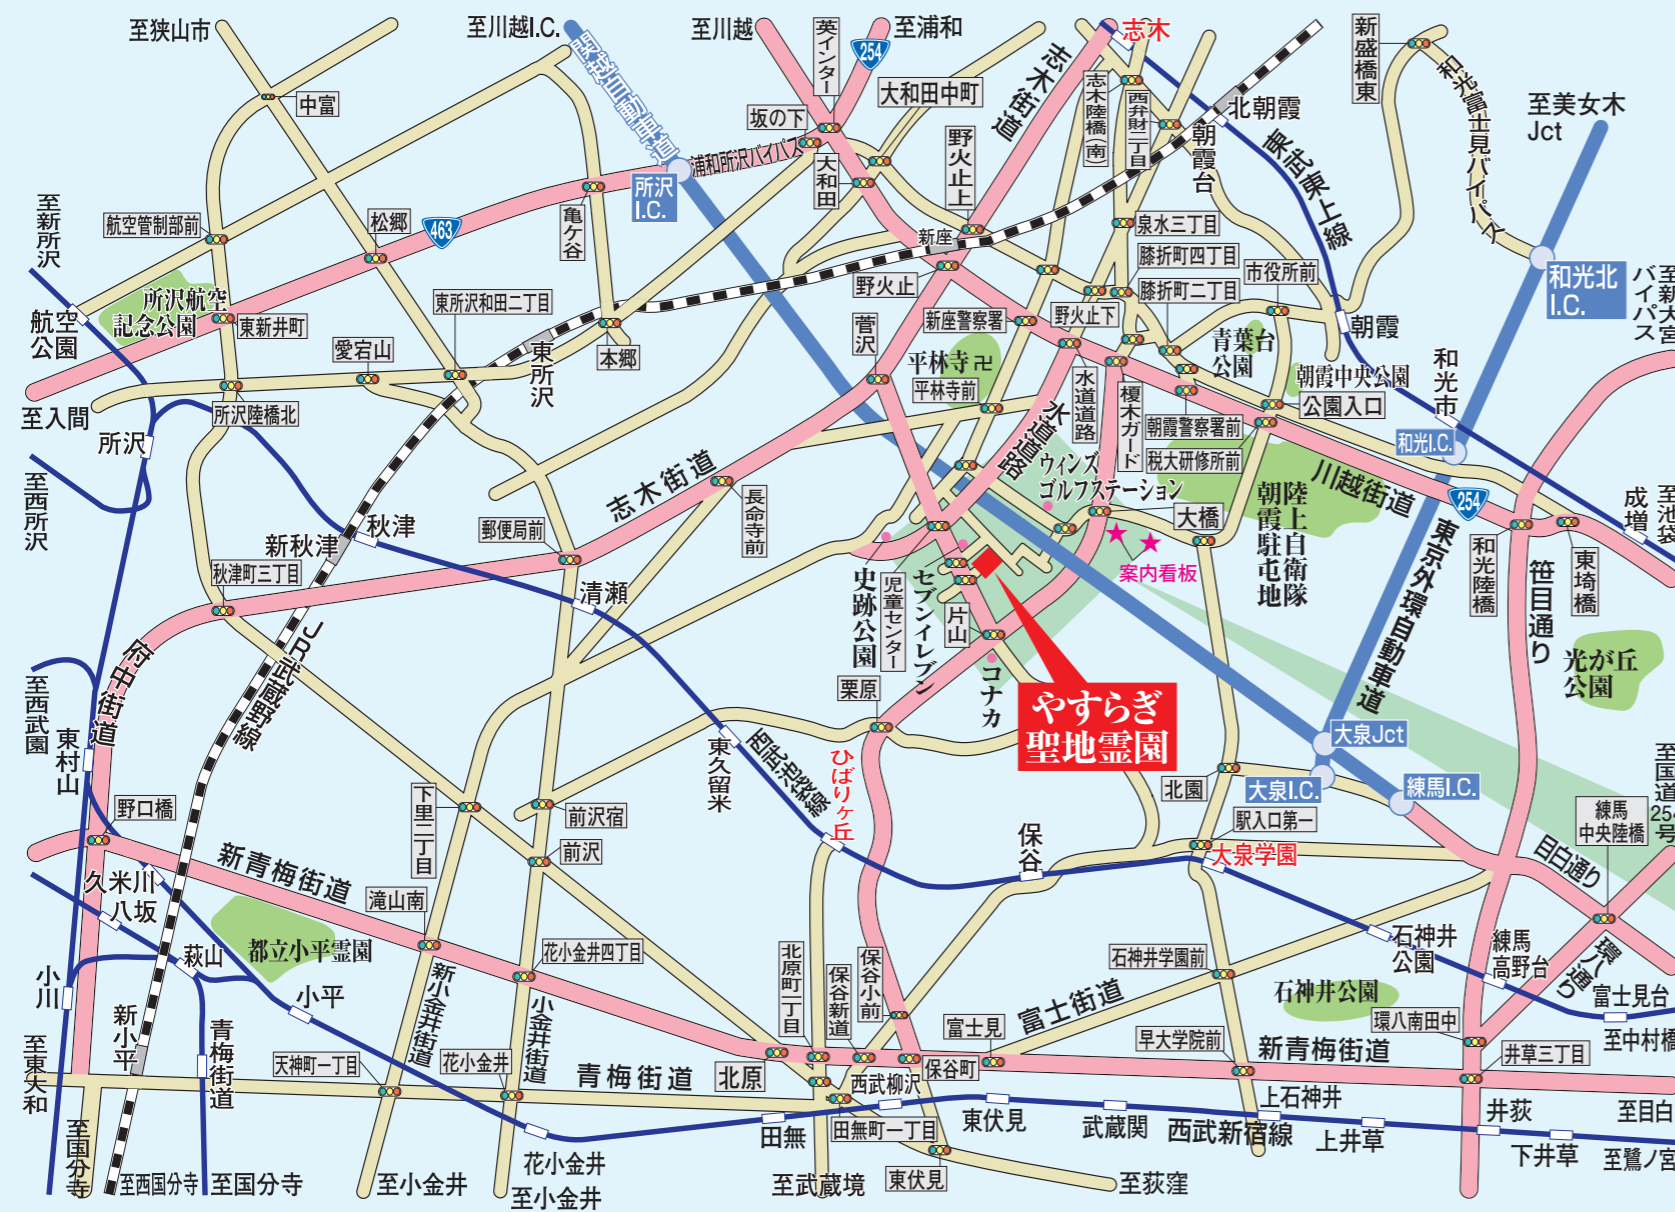 至狭山市
至川越I.C.
至川越
英インター
254
至浦和
志木
新盛橋東
和光富士見バイパス
至美女木
Jct
関越自動車道
志木街道
志木陸橋(南)
西弁財二丁目
北朝霞
朝霞台
東武東上線
中富
坂の下
大和田中町
浦和所沢バイパス
大和田
野火止上
所沢
I.C.
亀ケ谷
至新所沢
航空管制部前
松郷
463
新座
泉水三丁目
膝折町四丁目
市役所前
膝折町二丁目
和光北
I.C.
至新大宮
バイパス
航空
公園
所沢航空
記念公園
東新井町
東所沢和田二丁目
本郷
東所沢
愛宕山
野火止
菅沢
新座警察署
野火止下
平林寺
平林寺前
青葉台
公園
朝霞
朝霞中央公園
公園入口
和光市
至入間
所沢
所沢陸橋北
水道道路
水道道路
榎木ガード
朝霞警察署前
税大研修所前
和光I.C.
川越街道
254
至西所沢
志木街道
長命寺前
ウィンズ
ゴルフステーション
大橋
陸上自衛隊
朝霞駐屯地
成増
至池袋
郵便局前
秋津
新秋津
秋津町三丁目
清瀬
案内看板
史跡公園
児童センター
セブンイレブン
片山
コナカ
東京外環自動車道
和光陸橋
東埼橋
笹目通り
光が丘
公園
JR武蔵野線
府中街道
至西武園
東村山
栗原
やすらぎ
聖地霊園
大泉Jct
東久留米
西武池袋線
ひばりヶ丘
北園
大泉I.C.
練馬I.C.
駅入口第一
大泉学園
練馬
中央陸橋
至国道254号
野口橋
下里二丁目
前沢宿
前沢
保谷
目白通り
新青梅街道
久米川
八坂
滝山南
萩山
都立小平霊園
花小金井四丁目
北原町二丁目
保谷新道
保谷小前
石神井学園前
石神井
公園
練馬
高野台
環八通り
小川
新小平
小平
新小金井街道
小金井街道
富士街道
石神井公園
富士見台
環八南田中
富士見
早大学院前
新青梅街道
井草三丁目
至中村橋
至東大和
青梅街道
天神町一丁目
花小金井
青梅街道
北原
保谷町
西武柳沢
上石神井
至目白
田無
田無町一丁目
東伏見
武蔵関
西武新宿線
上井草
井荻
下井草
至鷺ノ宮
至国分寺
至西国分寺
至国分寺
至小金井
花小金井
至小金井
至武蔵境
東伏見
至荻窪